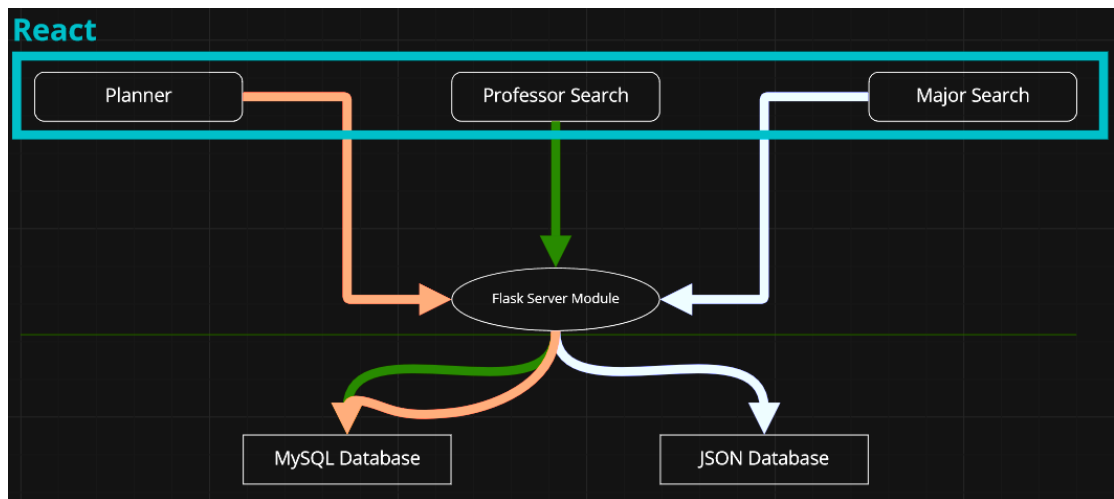 React
Planner
Professor Search
Major Search
Flask Server Module
MySQL Database
JSON Database